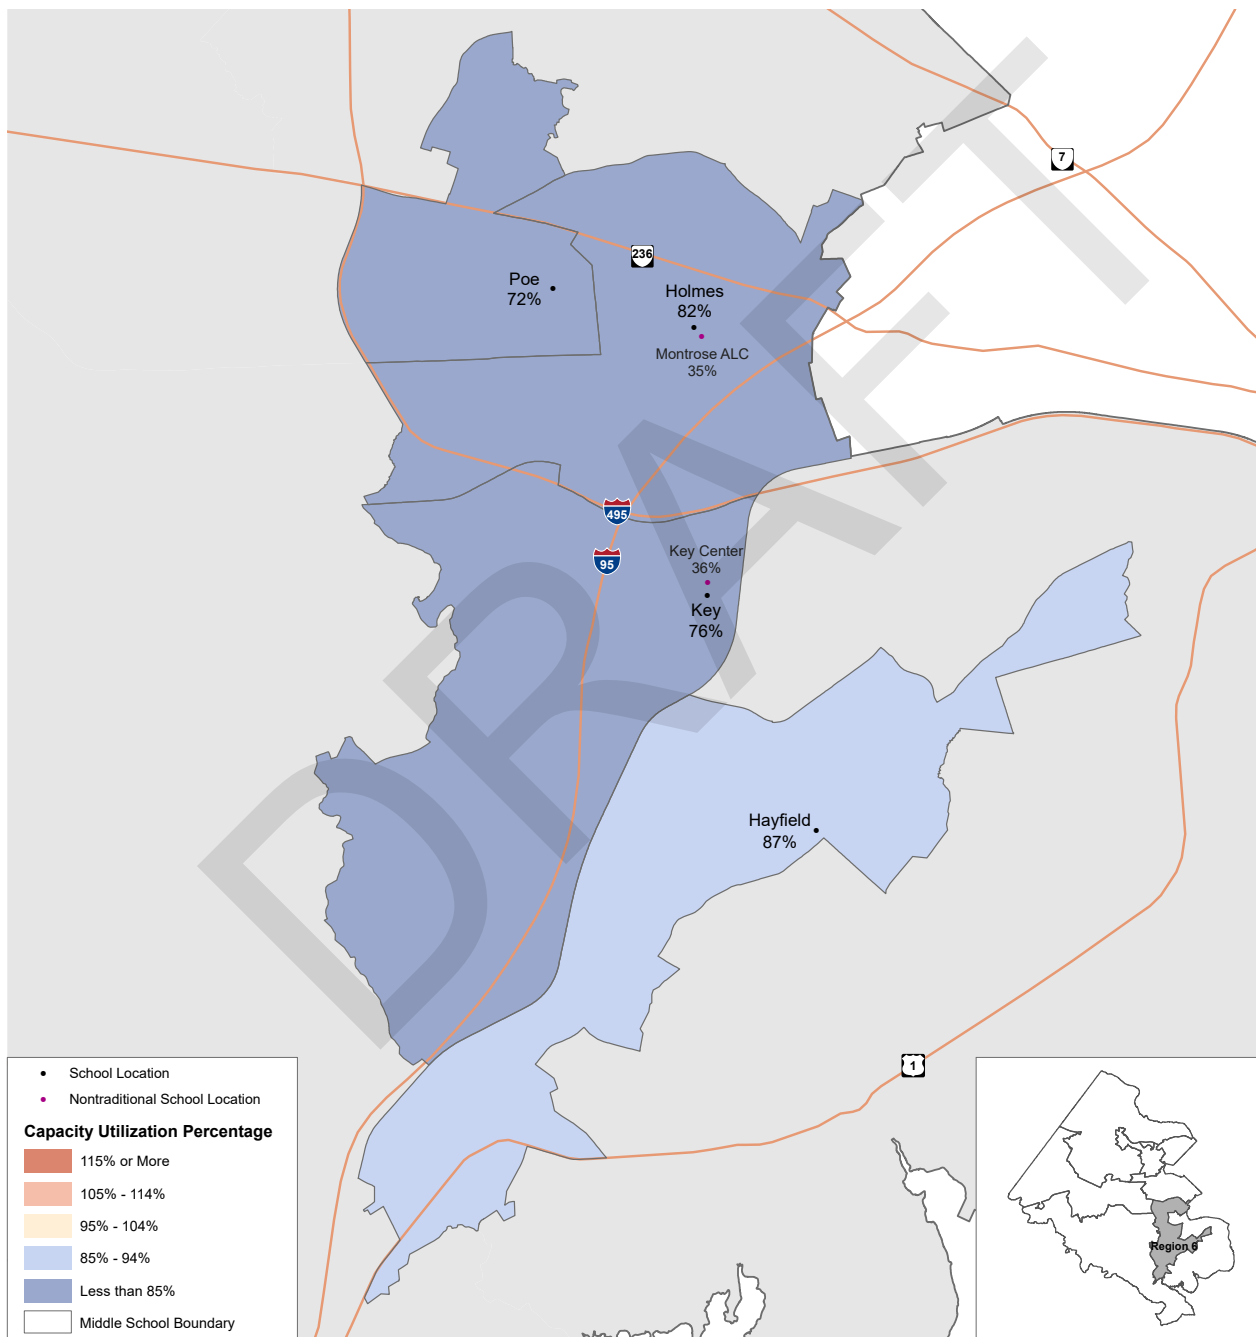 7
236
Poe
72%
Holmes
82%
Montrose ALC
35%
495
95
Key Center
36%
Key
76%
Hayfield
87%
1
DRAFT
School Location
Nontraditional School Location
Capacity Utilization Percentage
115% or More
105% - 114%
95% - 104%
85% - 94%
Less than 85%
Middle School Boundary
Region 6